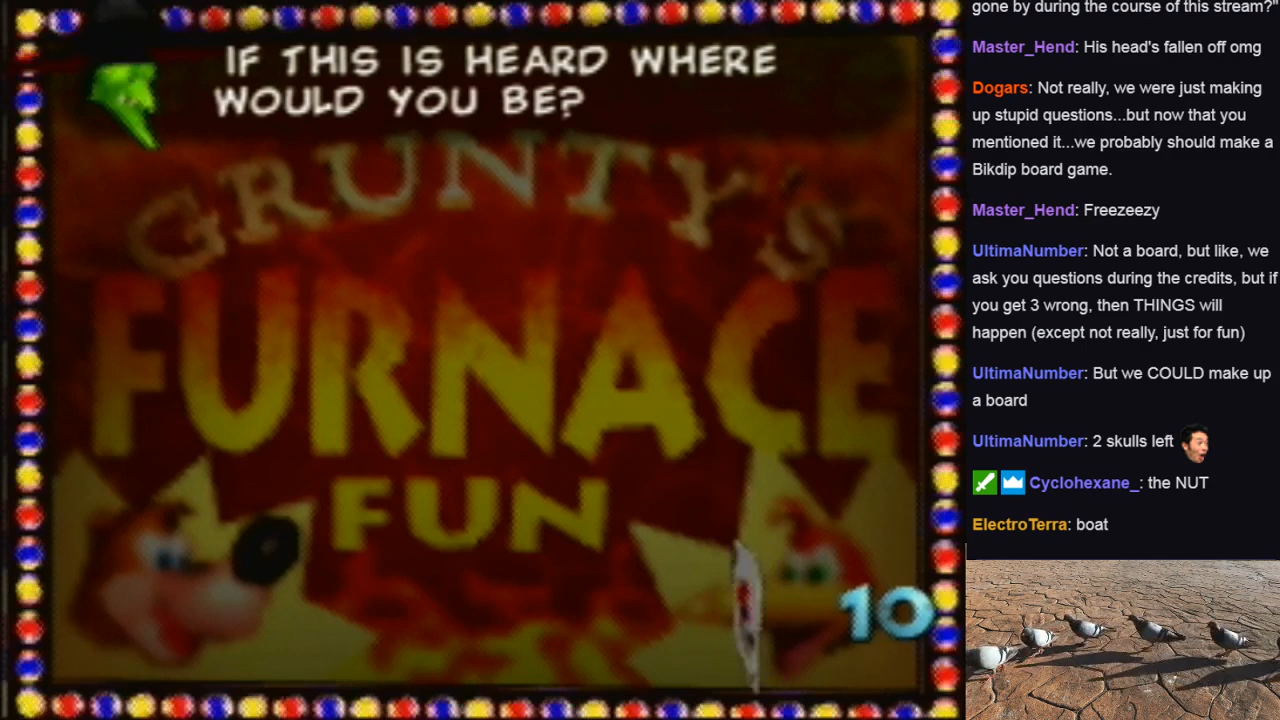 IF THIS IS HEARD WHERE
WOULD YOU BE?
GRUNTY'S
FURNACE
FUN
10
gone by during the course of this stream?"
Master_Hend: His head's fallen off omg
Dogars: Not really, we were just making
up stupid questions...but now that you
mentioned it...we probably should make a
Bikdip board game.
Master_Hend: Freezeezy
UltimaNumber: Not a board, but like, we
ask you questions during the credits, but if
you get 3 wrong, then THINGS will
happen (except not really, just for fun)
UltimaNumber: But we COULD make up
a board
UltimaNumber: 2 skulls left
Cyclohexane_: the NUT
ElectroTerra: boat